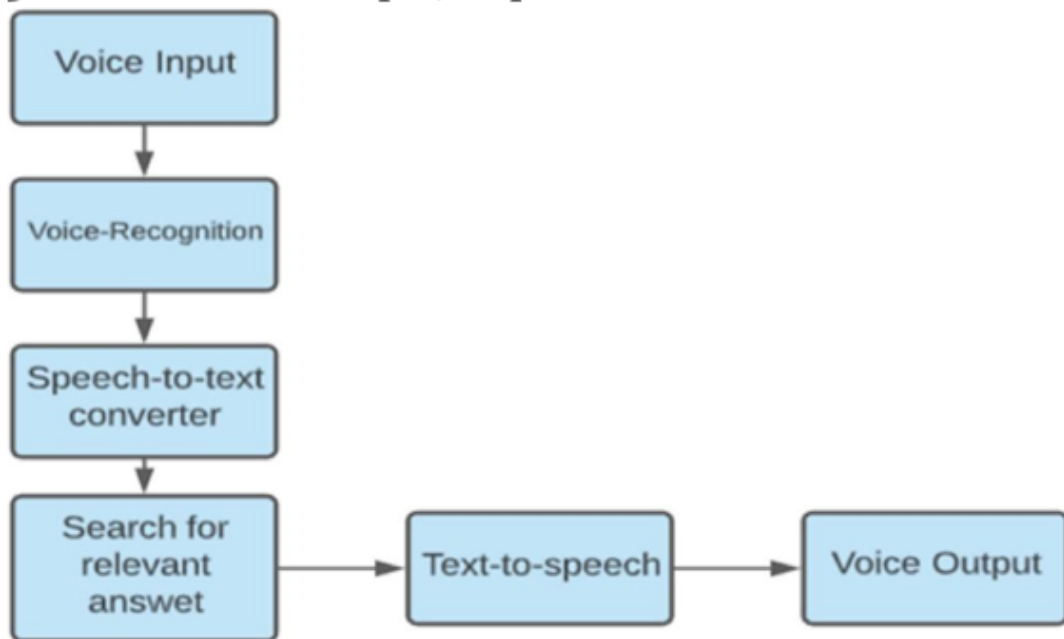 Voice Input
Voice-Recognition
Speech-to-text
converter
Search for
relevant
answet
Text-to-speech
Voice Output